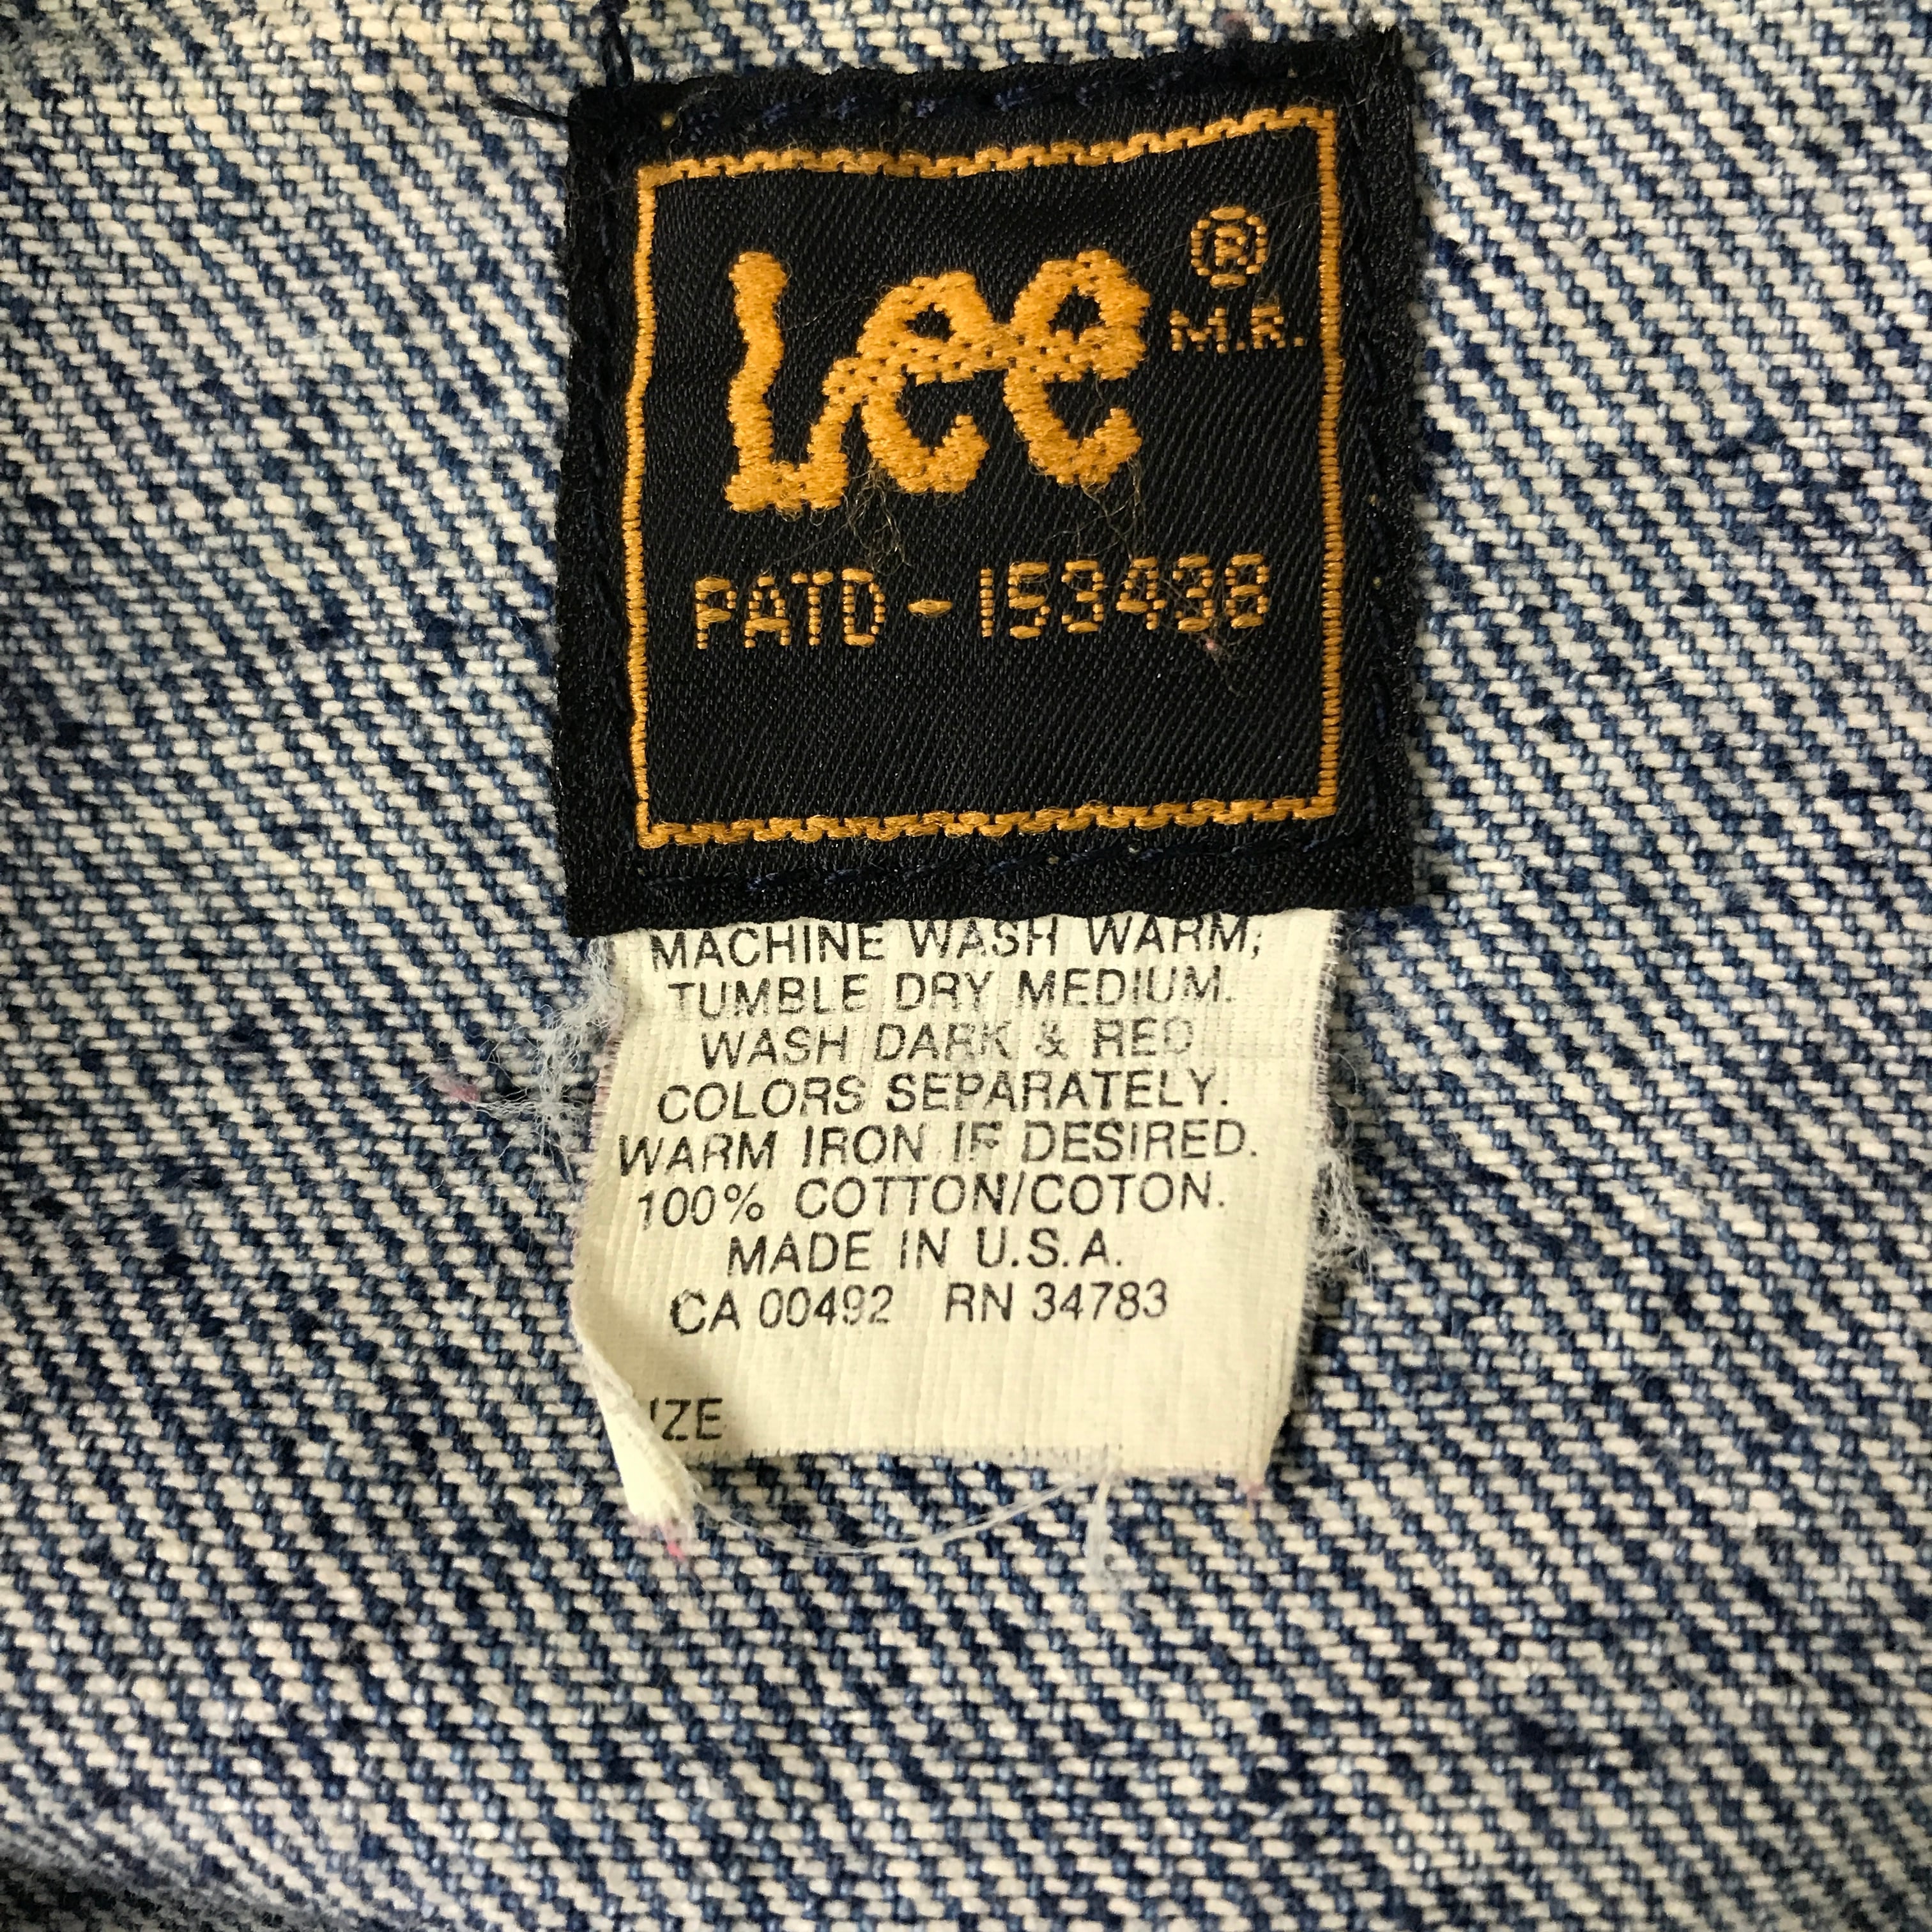 Lee ®
M.R.
PATD - 153438
MACHINE WASH WARM;
TUMBLE DRY MEDIUM.
WASH DARK & RED
COLORS SEPARATELY.
WARM IRON IF DESIRED.
100% COTTON/COTON.
MADE IN U.S.A.
CA 00492 RN 34783
IZE